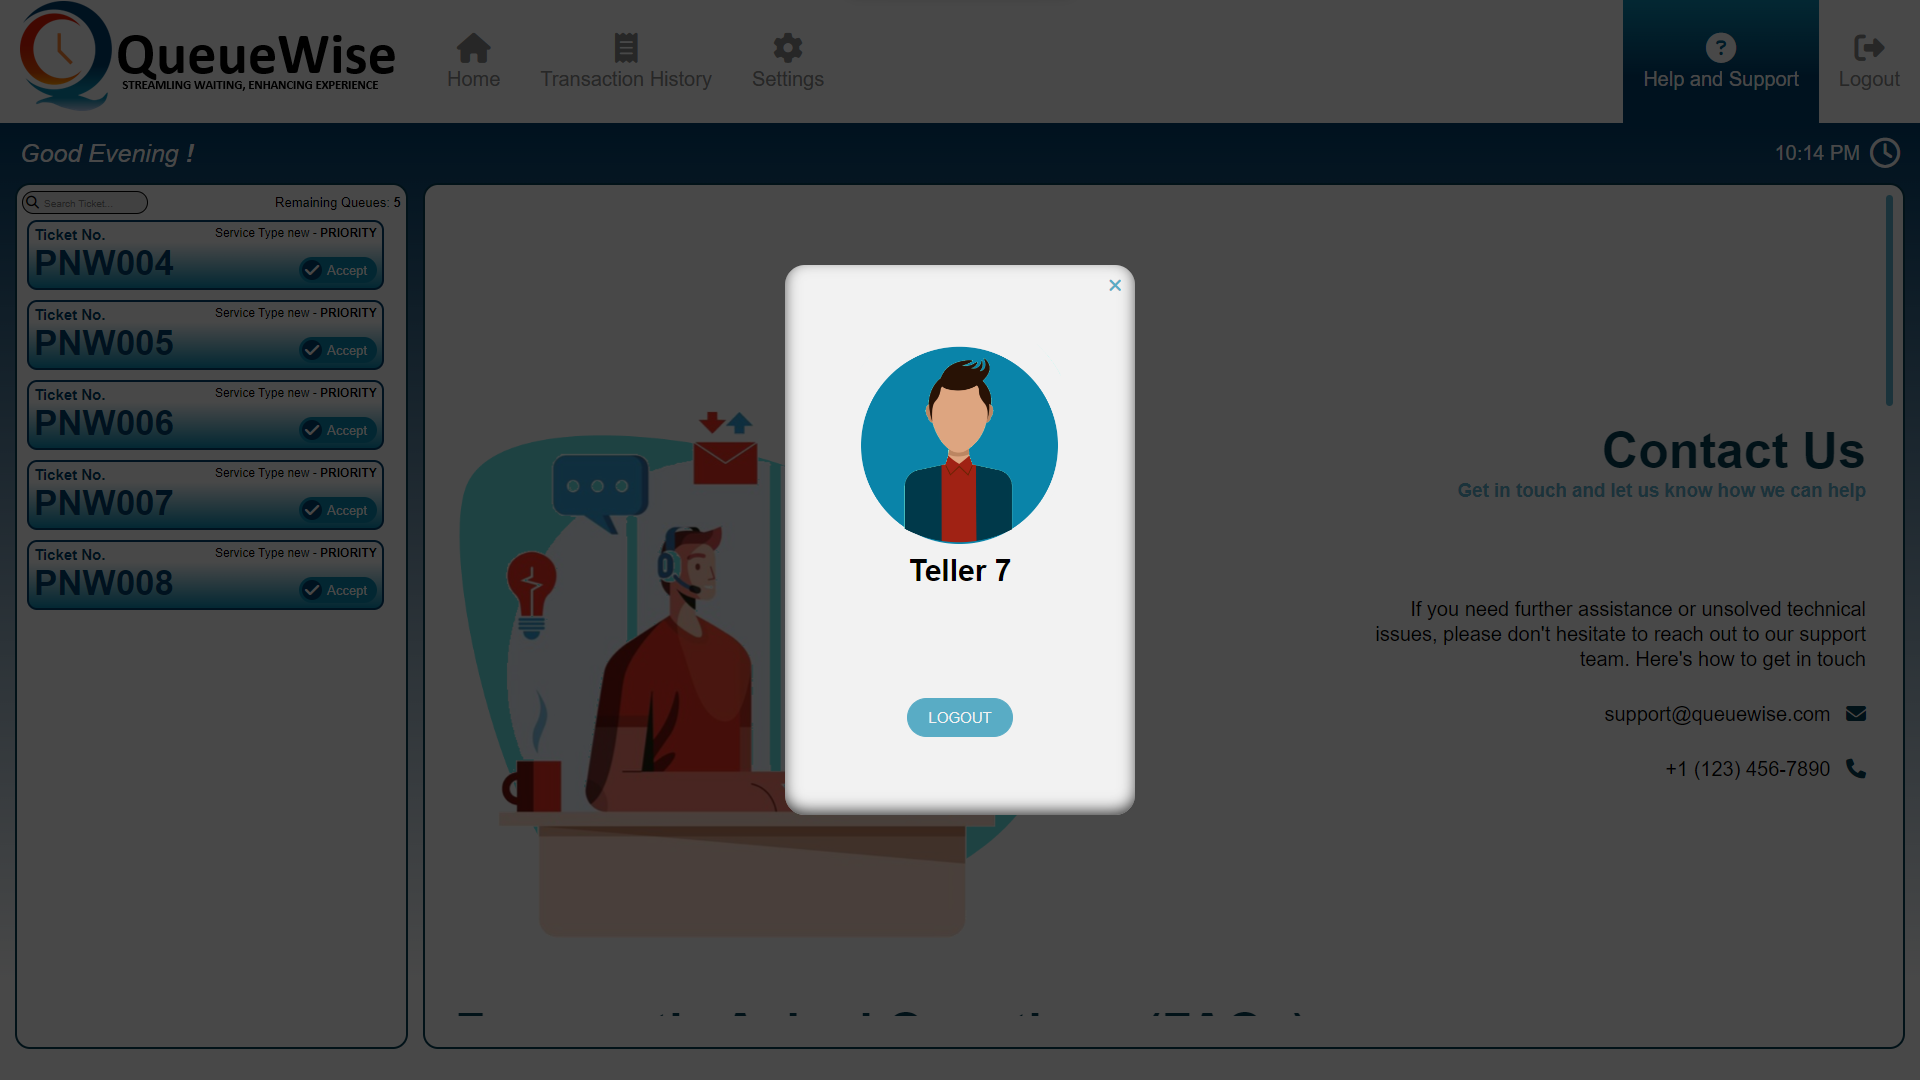 QueueWise
STREAMLING WAITING, ENHANCING EXPERIENCE
Home
Transaction History
Settings
Help and Support
Logout
Good Evening !
10:14 PM
Search Ticket...
Remaining Queues: 5
Ticket No.
Service Type new - PRIORITY
PNW004
Accept
Ticket No.
Service Type new - PRIORITY
PNW005
Accept
Ticket No.
Service Type new - PRIORITY
PNW006
Accept
Ticket No.
Service Type new - PRIORITY
PNW007
Accept
Ticket No.
Service Type new - PRIORITY
PNW008
Accept
×
Teller 7
LOGOUT
Contact Us
Get in touch and let us know how we can help
If you need further assistance or unsolved technical
issues, please don't hesitate to reach out to our support
team. Here's how to get in touch
support@queuewise.com
+1 (123) 456-7890